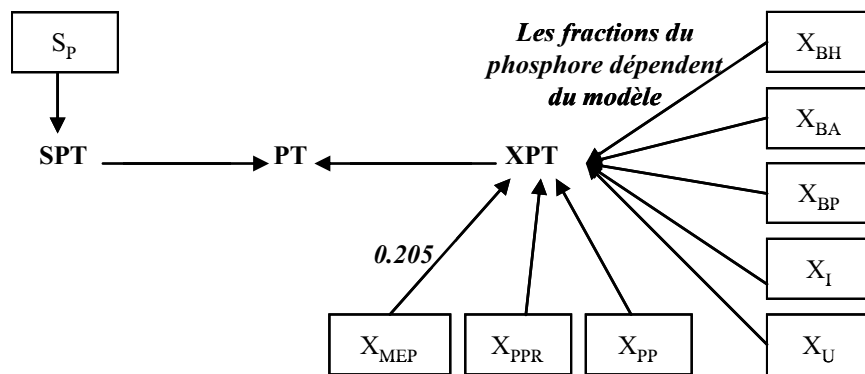 S_P
Les fractions du
phosphore dépendent
du modèle
X_BH
X_BA
SPT PT XPT
X_BP
0.205
X_I
X_MEP X_PPR X_PP X_U